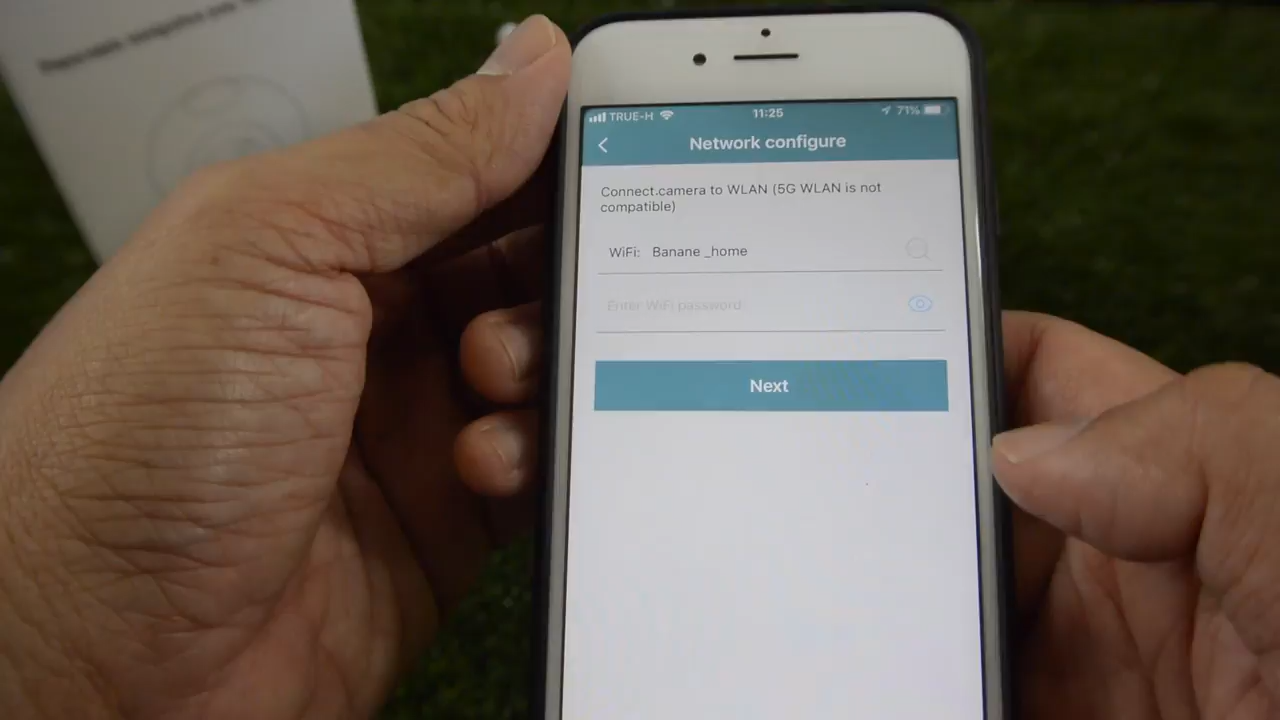 TRUE-H 11:25 71%
Network configure
Connect.camera to WLAN (5G WLAN is not
compatible)
WiFi: Banane _home
Enter WiFi password
Next